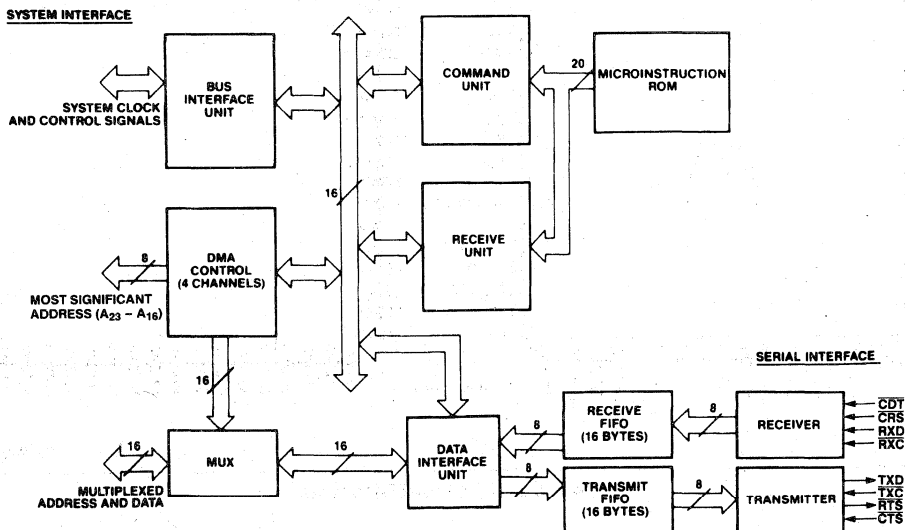 SYSTEM INTERFACE
BUS
INTERFACE
UNIT
SYSTEM CLOCK
AND CONTROL SIGNALS
COMMAND
UNIT
20
MICROINSTRUCTION
ROM
16
DMA
CONTROL
(4 CHANNELS)
8
MOST SIGNIFICANT
ADDRESS (A23 – A16)
RECEIVE
UNIT
16
SERIAL INTERFACE
16
MUX
MULTIPLEXED
ADDRESS AND DATA
16
DATA
INTERFACE
UNIT
8
RECEIVE
FIFO
(16 BYTES)
8
RECEIVER
CDT
CRS
RXD
RXC
8
TRANSMIT
FIFO
(16 BYTES)
8
TRANSMITTER
TXD
TXC
RTS
CTS